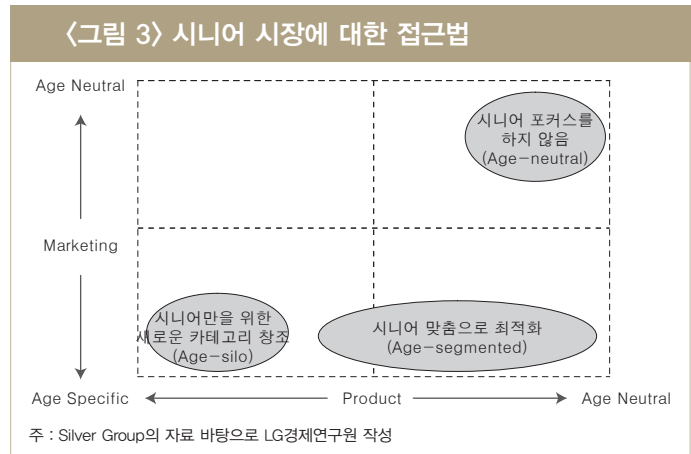 〈그림 3〉 시니어 시장에 대한 접근법
Age Neutral
시니어 포커스를
하지 않음
(Age-neutral)
Marketing
시니어만을 위한
새로운 카테고리 창조
(Age-silo)
시니어 맞춤으로 최적화
(Age-segmented)
Age Specific
Product
Age Neutral
주 : Silver Group의 자료 바탕으로 LG경제연구원 작성